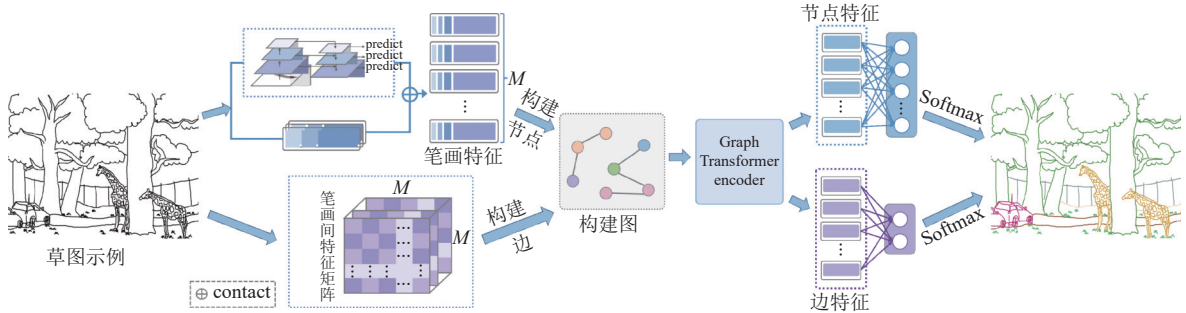 草图示例
contact
predict
predict
predict
M
笔画特征
构建
节点
笔画间特征矩阵
M
M
构建
边
构建图
Graph
Transformer
encoder
节点特征
Softmax
边特征
Softmax